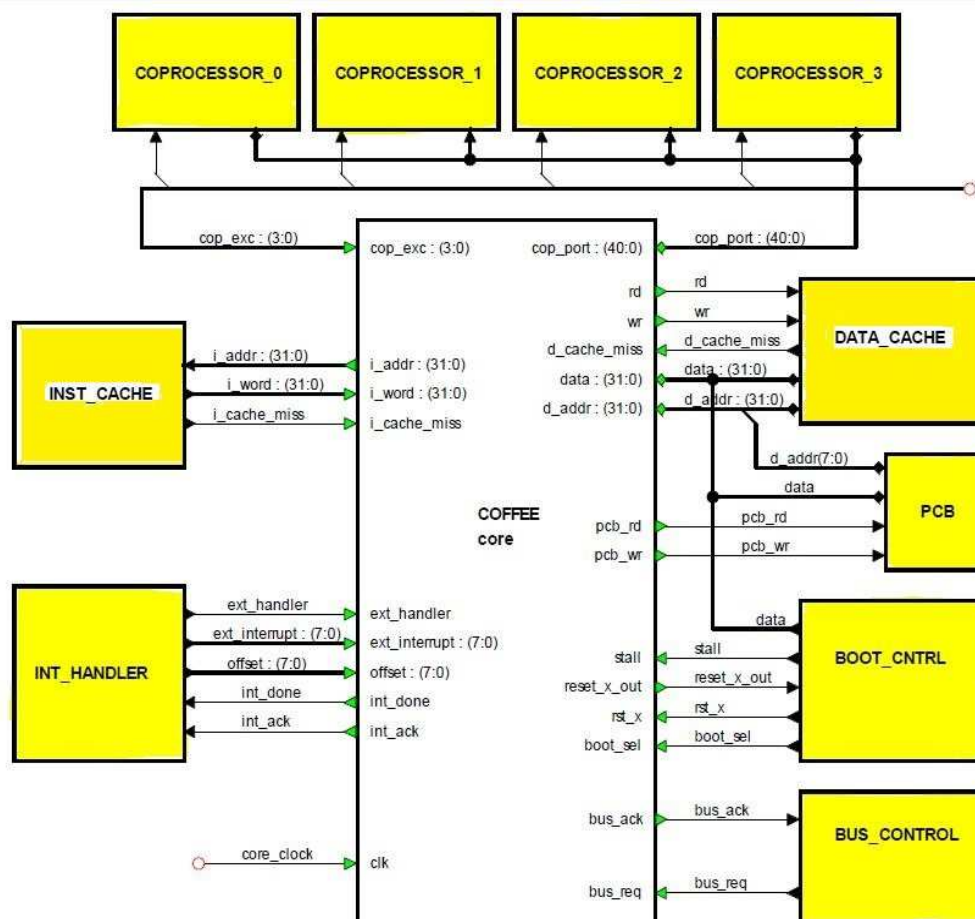 COPROCESSOR_0 COPROCESSOR_1 COPROCESSOR_2 COPROCESSOR_3
cop_exc : (3:0) cop_exc : (3:0) cop_port : (40:0) cop_port : (40:0)
rd rd
wr wr
DATA_CACHE
d_cache_miss d_cache_miss
i_addr : (31:0) i_addr : (31:0)
data : (31:0) data : (31:0)
INST_CACHE
i_word : (31:0) i_word : (31:0)
d_addr : (31:0) d_addr : (31:0)
i_cache_miss i_cache_miss
d_addr(7:0)
data
PCB
COFFEE
core
pcb_rd pcb_rd
pcb_wr pcb_wr
ext_handler ext_handler
data
ext_interrupt : (7:0) ext_interrupt : (7:0)
INT_HANDLER
offset : (7:0) offset : (7:0)
stall stall
BOOT_CNTRL
int_done int_done
reset_x_out reset_x_out
int_ack int_ack
rst_x rst_x
boot_sel boot_sel
bus_ack bus_ack
BUS_CONTROL
core_clock clk
bus_req bus_req